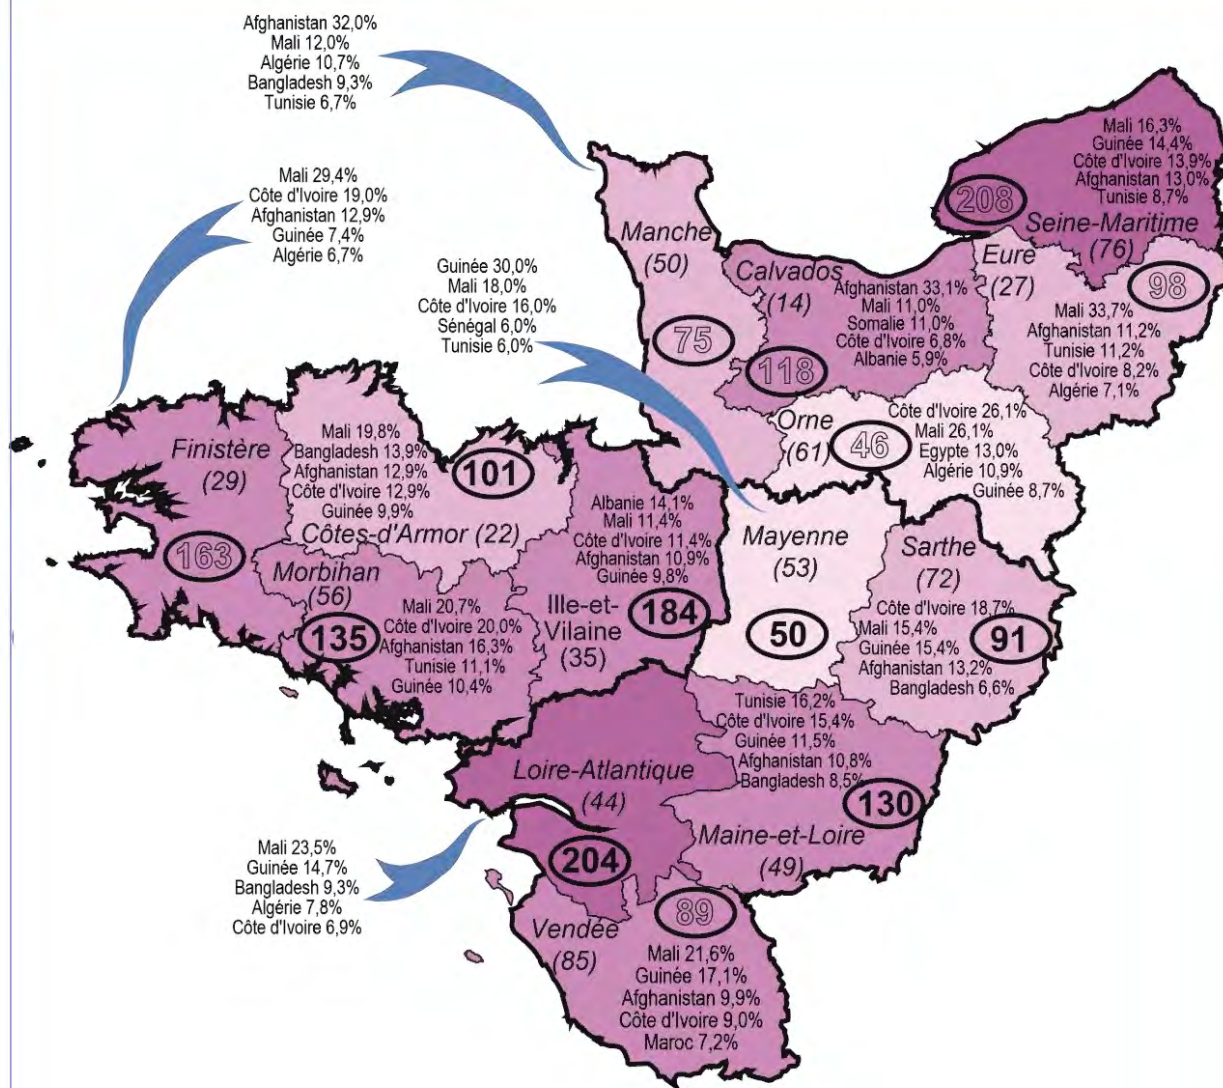 Afghanistan 32,0%
Mali 12,0%
Algérie 10,7%
Bangladesh 9,3%
Tunisie 6,7%
Mali 29,4%
Côte d'Ivoire 19,0%
Afghanistan 12,9%
Guinée 7,4%
Algérie 6,7%
Guinée 30,0%
Mali 18,0%
Côte d'Ivoire 16,0%
Sénégal 6,0%
Tunisie 6,0%
Mali 16,3%
Guinée 14,4%
Côte d'Ivoire 13,9%
Afghanistan 13,0%
Tunisie 8,7%
208
Seine-Maritime
(76)
Manche
(50)
75
Calvados
(14)
Afghanistan 33,1%
Mali 11,0%
Somalie 11,0%
Côte d'Ivoire 6,8%
Albanie 5,9%
118
Eure
(27)
98
Mali 33,7%
Afghanistan 11,2%
Tunisie 11,2%
Côte d'Ivoire 8,2%
Algérie 7,1%
Orne
(61)
46
Côte d'Ivoire 26,1%
Mali 26,1%
Egypte 13,0%
Algérie 10,9%
Guinée 8,7%
Finistère
(29)
163
Mali 19,8%
Bangladesh 13,9%
Afghanistan 12,9%
Côte d'Ivoire 12,9%
Guinée 9,9%
101
Côtes-d'Armor (22)
Albanie 14,1%
Mali 11,4%
Côte d'Ivoire 11,4%
Afghanistan 10,9%
Guinée 9,8%
Ille-et-
Vilaine
(35)
184
Mayenne
(53)
50
Sarthe
(72)
Côte d'Ivoire 18,7%
Mali 15,4%
Guinée 15,4%
Afghanistan 13,2%
Bangladesh 6,6%
91
Morbihan
(56)
135
Mali 20,7%
Côte d'Ivoire 20,0%
Afghanistan 16,3%
Tunisie 11,1%
Guinée 10,4%
Loire-Atlantique
(44)
204
Tunisie 16,2%
Côte d'Ivoire 15,4%
Guinée 11,5%
Afghanistan 10,8%
Bangladesh 8,5%
130
Maine-et-Loire
(49)
Mali 23,5%
Guinée 14,7%
Bangladesh 9,3%
Algérie 7,8%
Côte d'Ivoire 6,9%
Vendée
(85)
89
Mali 21,6%
Guinée 17,1%
Afghanistan 9,9%
Côte d'Ivoire 9,0%
Maroc 7,2%